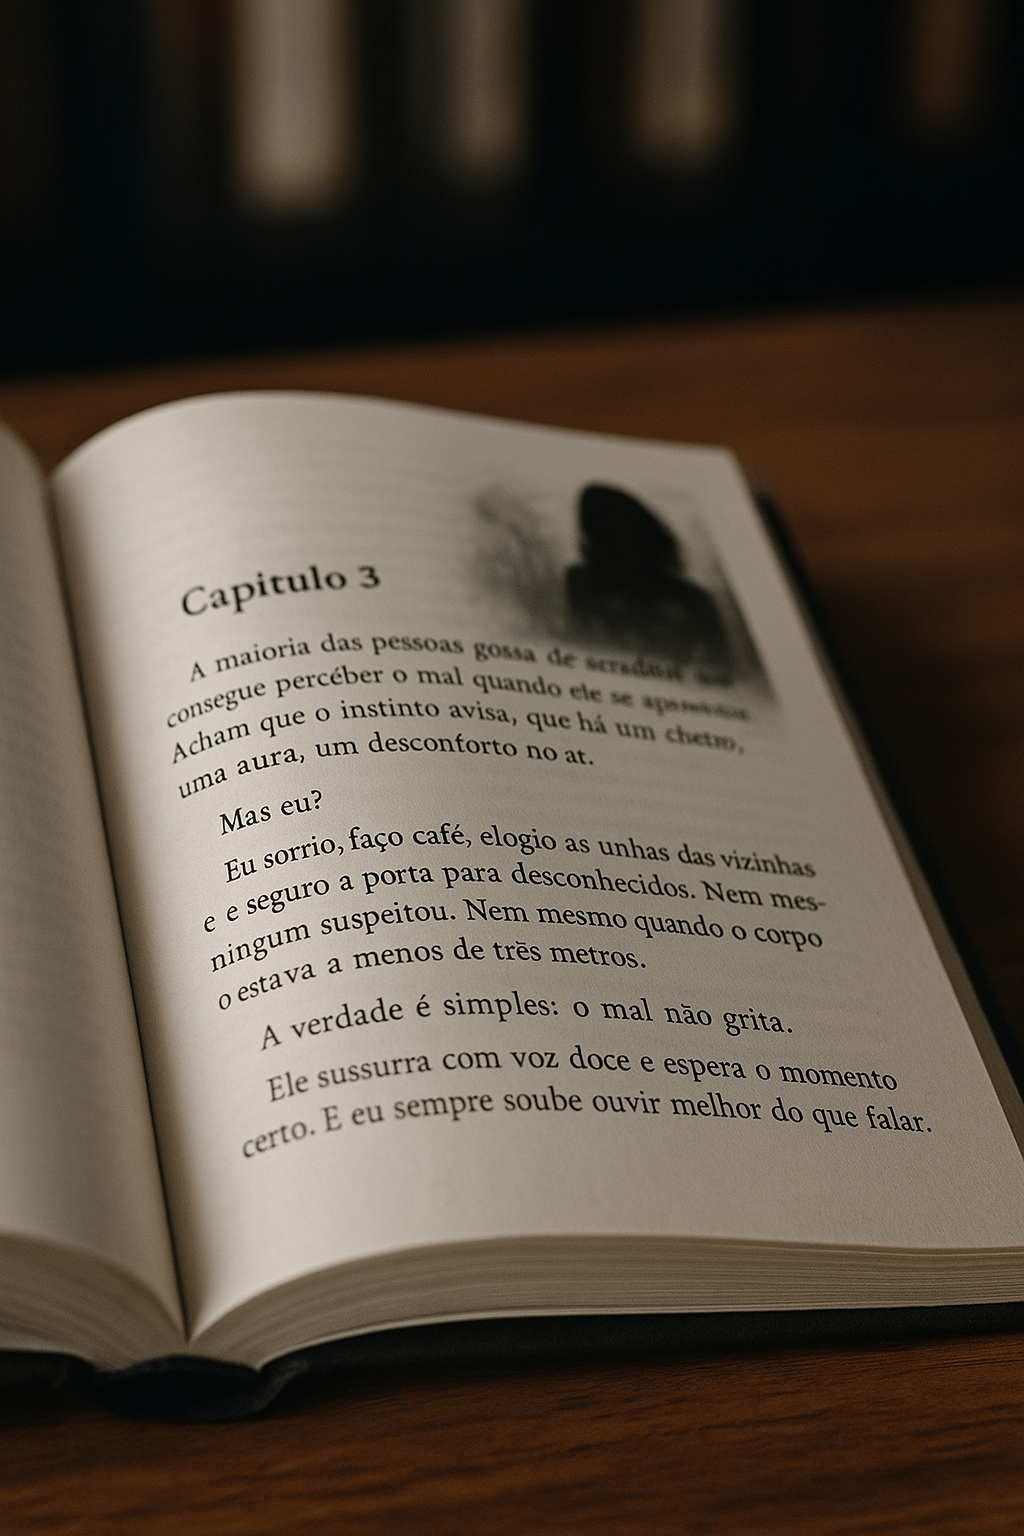 Capitulo 3
A maioria das pessoas gossa de
consegue percéber o mal quando ele se
Acham que o instinto avisa, que há um
uma aura, um desconforto no at.
Mas eu?
Eu sorrio, faço café, elogio as unhas das vizinhas
e e seguro a porta para desconhecidos. Nem mes-
ningum suspeitou. Nem mesmo quando o corpo
o estava a menos de três metros.
A verdade é simples: o mal não grita.
Ele sussurra com voz doce e espera o momento
certo. E eu sempre soube ouvir melhor do que falar.